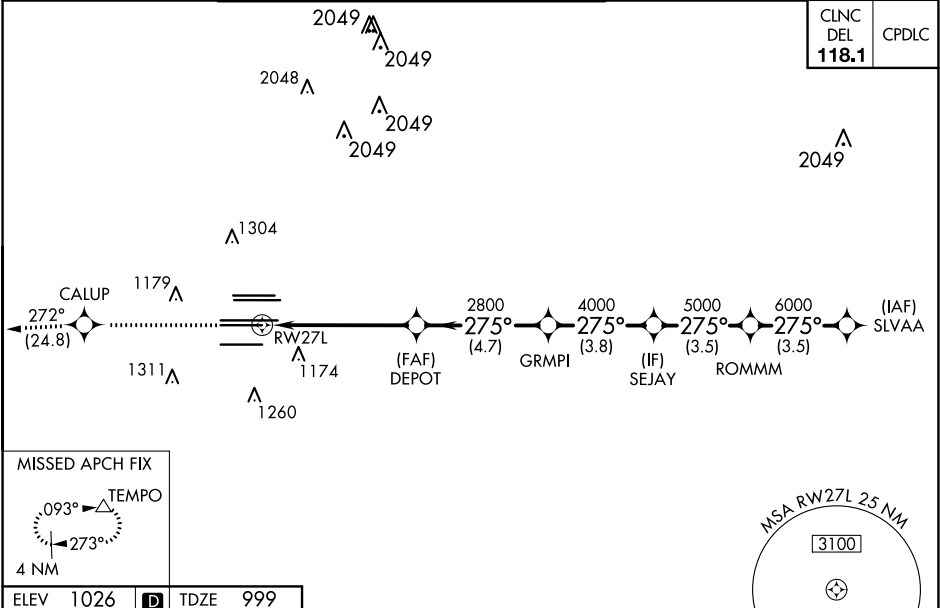 CLNC
DEL
118.1
CPDLC
2049
2049
2048
2049
2049
2049
1304
1179
CALUP
272°
(24.8)
RW27L
1174
1311
1260
(FAF)
DEPOT
2800
275°
(4.7)
GRMPI
4000
275°
(3.8)
(IF)
SEJAY
5000
275°
(3.5)
ROMMM
6000
275°
(3.5)
(IAF)
SLVAA
MISSED APCH FIX
TEMPO
093°
273°
4 NM
MSA RW27L 25 NM
3100
ELEV 1026 D TDZE 999